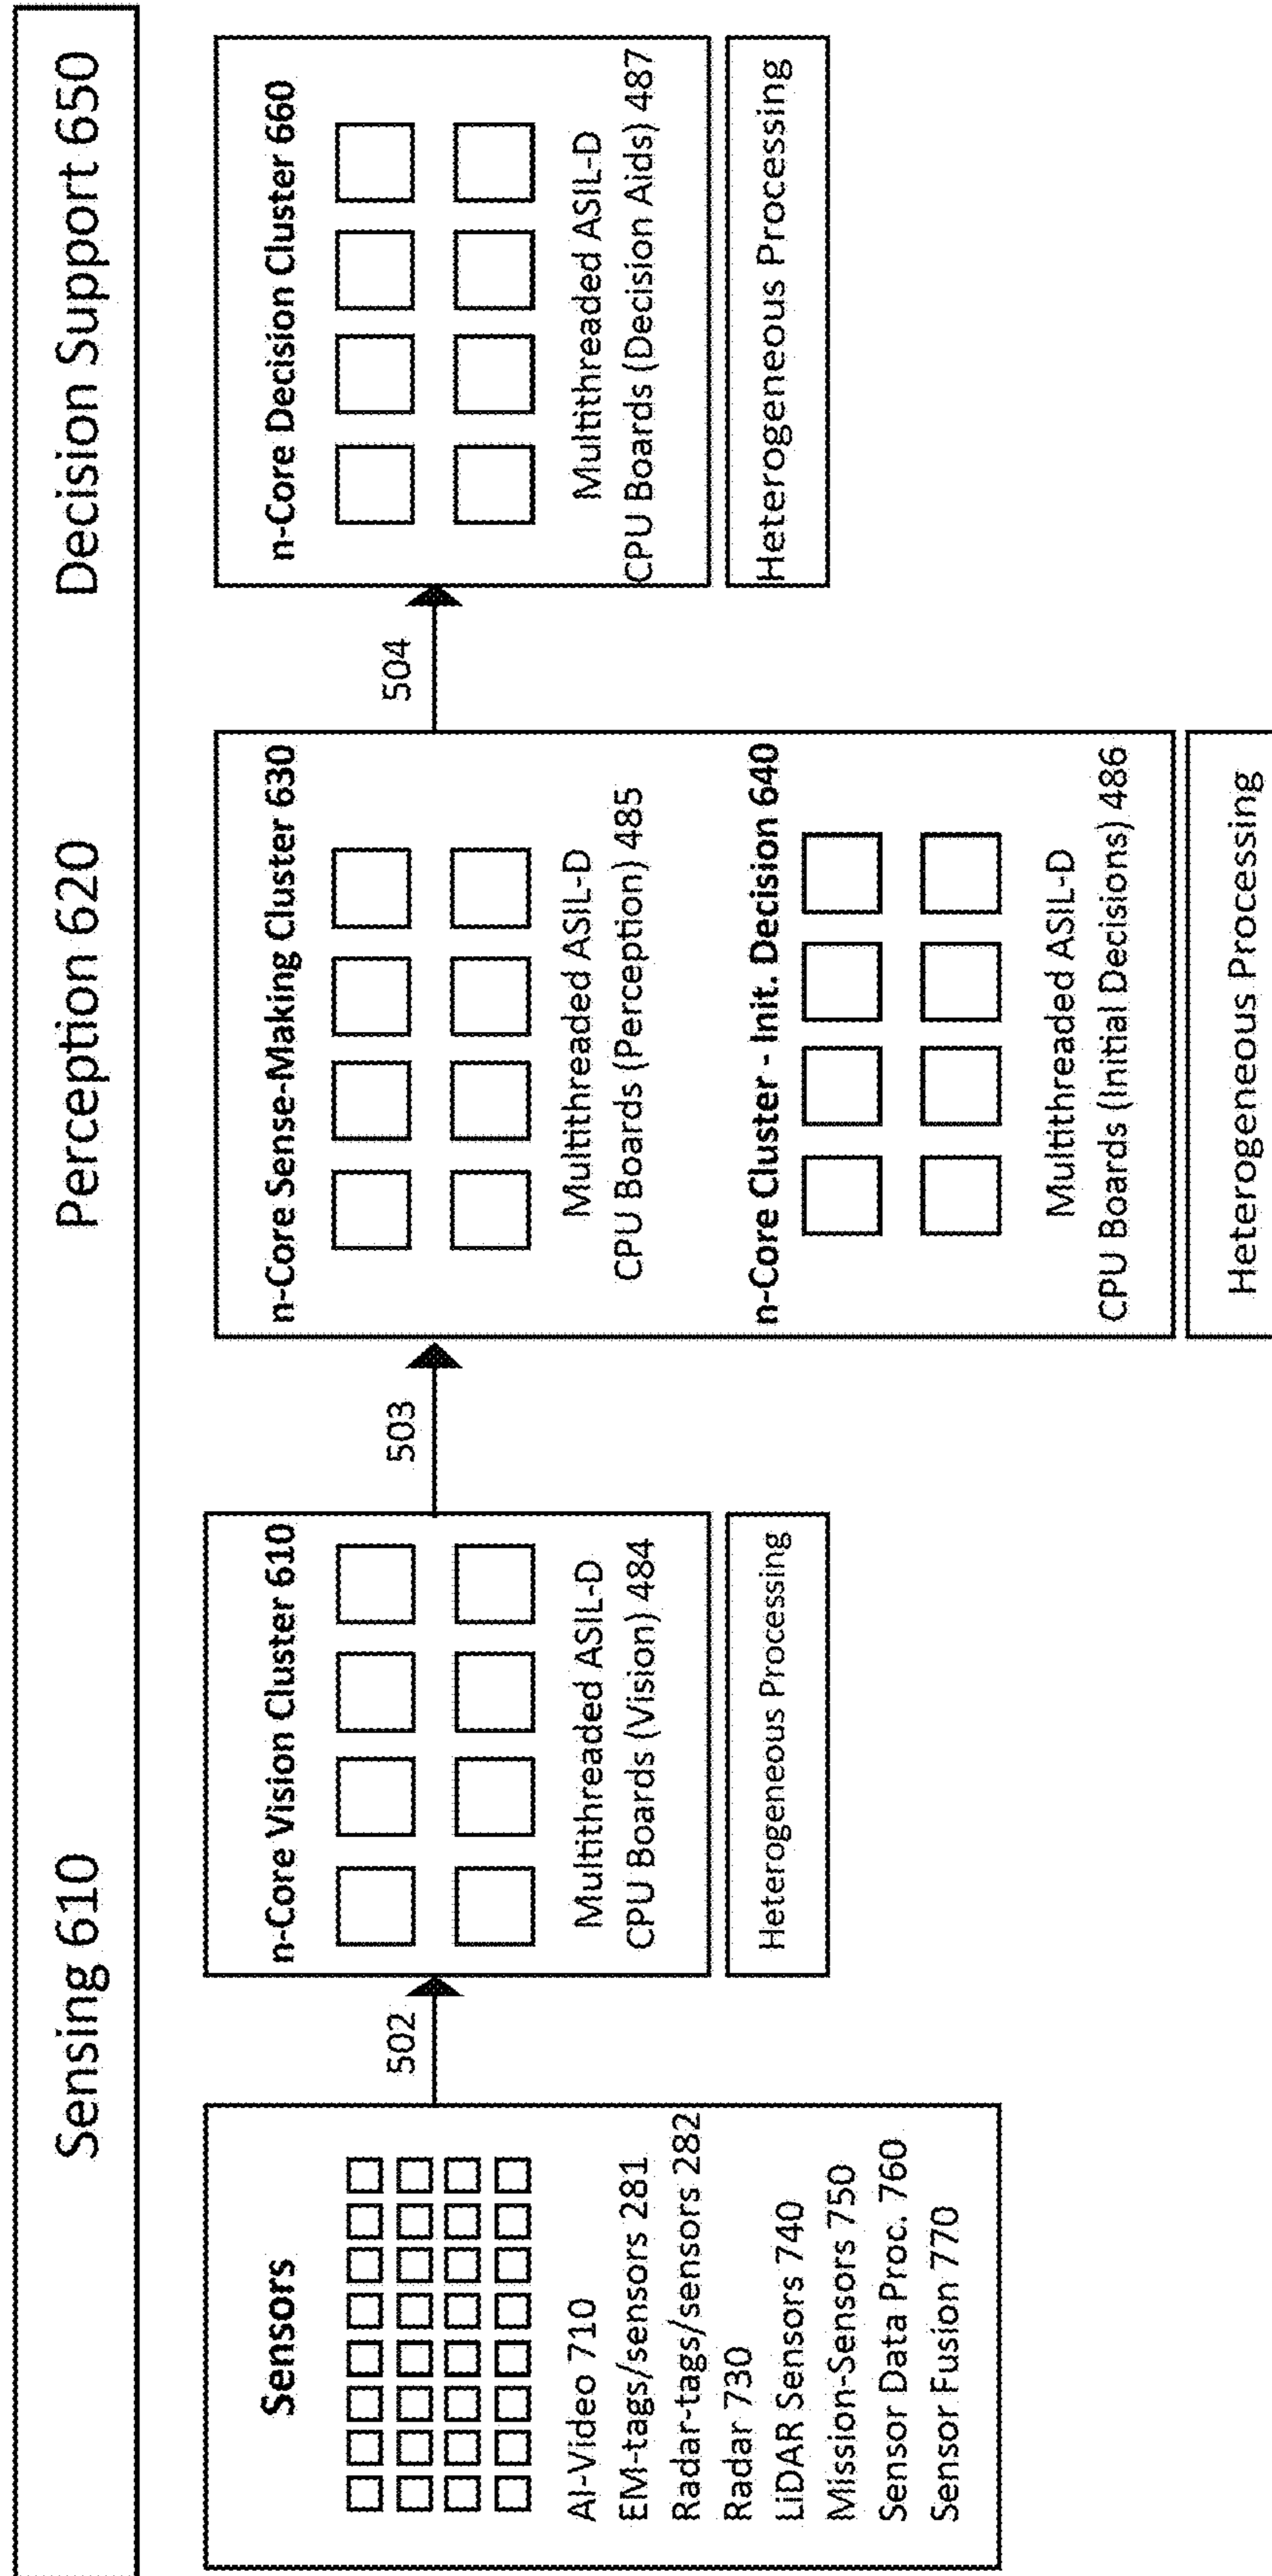 Sensing 610
Perception 620
Decision Support 650
Sensors
AI-Video 710
EM-tags/sensors 281
Radar-tags/sensors 282
Radar 730
LiDAR Sensors 740
Mission-Sensors 750
Sensor Data Proc. 760
Sensor Fusion 770
502
n-Core Vision Cluster 610
Multithreaded ASIL-D
CPU Boards (Vision) 484
Heterogeneous Processing
503
n-Core Sense-Making Cluster 630
Multithreaded ASIL-D
CPU Boards (Perception) 485
n-Core Cluster - Init. Decision 640
Multithreaded ASIL-D
CPU Boards (Initial Decisions) 486
Heterogeneous Processing
504
n-Core Decision Cluster 660
Multithreaded ASIL-D
CPU Boards (Decision Aids) 487
Heterogeneous Processing